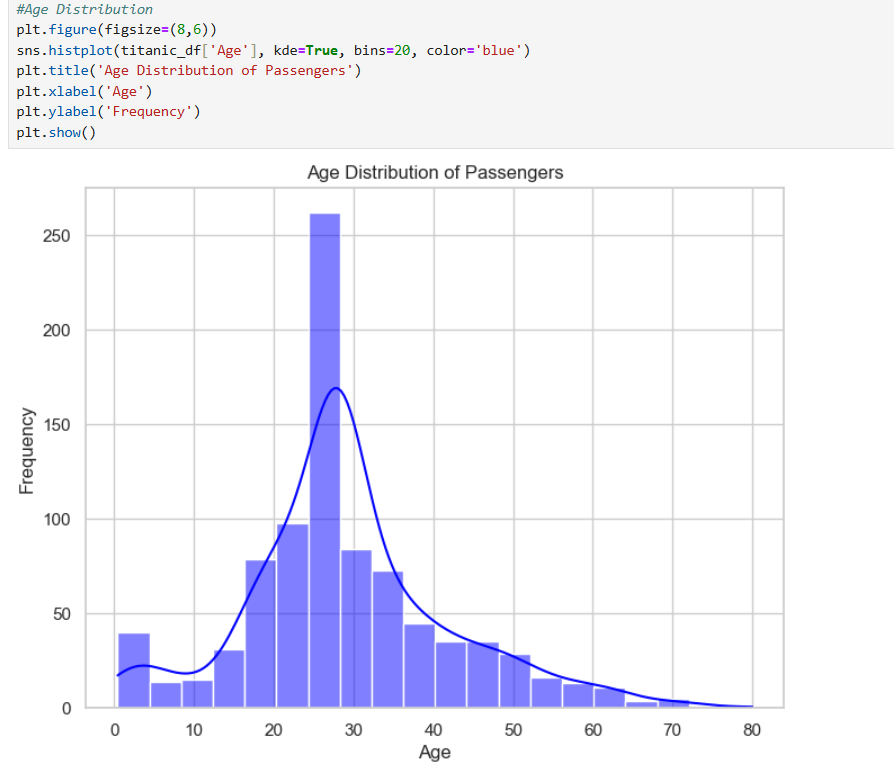 #Age Distribution
plt.figure(figsize=(8,6))
sns.histplot(titanic_df['Age'], kde=True, bins=20, color='blue')
plt.title('Age Distribution of Passengers')
plt.xlabel('Age')
plt.ylabel('Frequency')
plt.show()
Age Distribution of Passengers
250
200
150
100
50
0
Frequency
0 10 20 30 40 50 60 70 80
Age